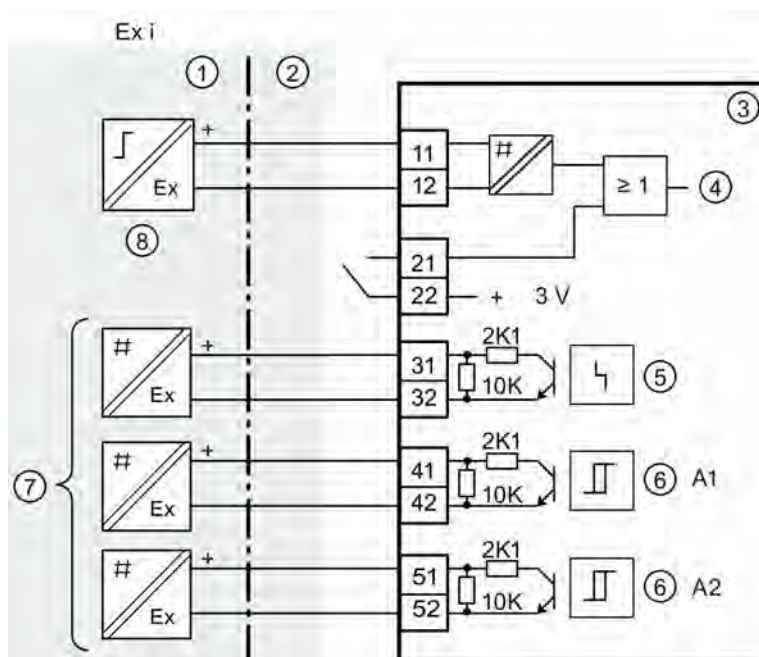 Ex i
① ②
③
+
Ex
⑧
11
12
#
≥ 1
④
21
22
+ 3 V
⑦
#
+
Ex
31
32
2K1
10K
⑤
#
+
Ex
41
42
2K1
10K
⑥ A1
#
+
Ex
51
52
2K1
10K
⑥ A2